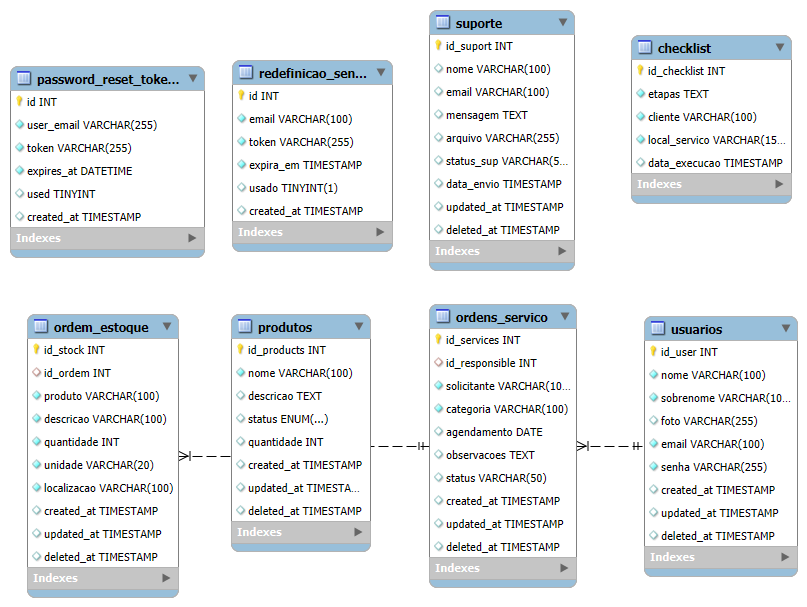 password_reset_toke...
id INT
user_email VARCHAR(255)
token VARCHAR(255)
expires_at DATETIME
used TINYINT
created_at TIMESTAMP
Indexes
redefinicao_sen...
id INT
email VARCHAR(100)
token VARCHAR(255)
expira_em TIMESTAMP
usado TINYINT(1)
created_at TIMESTAMP
Indexes
suporte
id_suport INT
nome VARCHAR(100)
email VARCHAR(100)
mensagem TEXT
arquivo VARCHAR(255)
status_sup VARCHAR(5...
data_envio TIMESTAMP
updated_at TIMESTAMP
deleted_at TIMESTAMP
Indexes
checklist
id_checklist INT
etapas TEXT
cliente VARCHAR(100)
local_servico VARCHAR(15...
data_execucao TIMESTAMP
Indexes
ordem_estoque
id_stock INT
id_ordem INT
produto VARCHAR(100)
descricao VARCHAR(100)
quantidade INT
unidade VARCHAR(20)
localizacao VARCHAR(100)
created_at TIMESTAMP
updated_at TIMESTAMP
deleted_at TIMESTAMP
Indexes
produtos
id_products INT
nome VARCHAR(100)
descricao TEXT
status ENUM(...)
quantidade INT
created_at TIMESTAMP
updated_at TIMESTA...
deleted_at TIMESTAMP
Indexes
ordens_servico
id_services INT
id_responsible INT
solicitante VARCHAR(10...
categoria VARCHAR(100)
agendamento DATE
observacoes TEXT
status VARCHAR(50)
created_at TIMESTAMP
updated_at TIMESTAMP
deleted_at TIMESTAMP
Indexes
usuarios
id_user INT
nome VARCHAR(100)
sobrenome VARCHAR(10...
foto VARCHAR(255)
email VARCHAR(100)
senha VARCHAR(255)
created_at TIMESTAMP
updated_at TIMESTAMP
deleted_at TIMESTAMP
Indexes